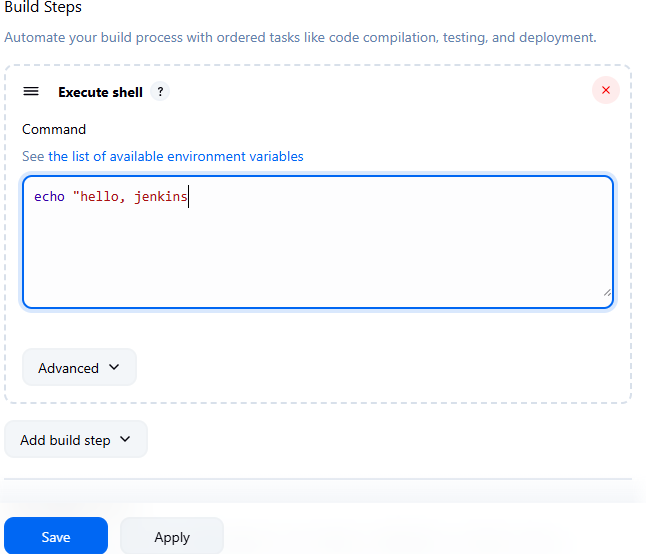 Build Steps
Automate your build process with ordered tasks like code compilation, testing, and deployment.
Execute shell ?
Command
See the list of available environment variables
echo "hello, jenkins
Advanced
Add build step
Save Apply